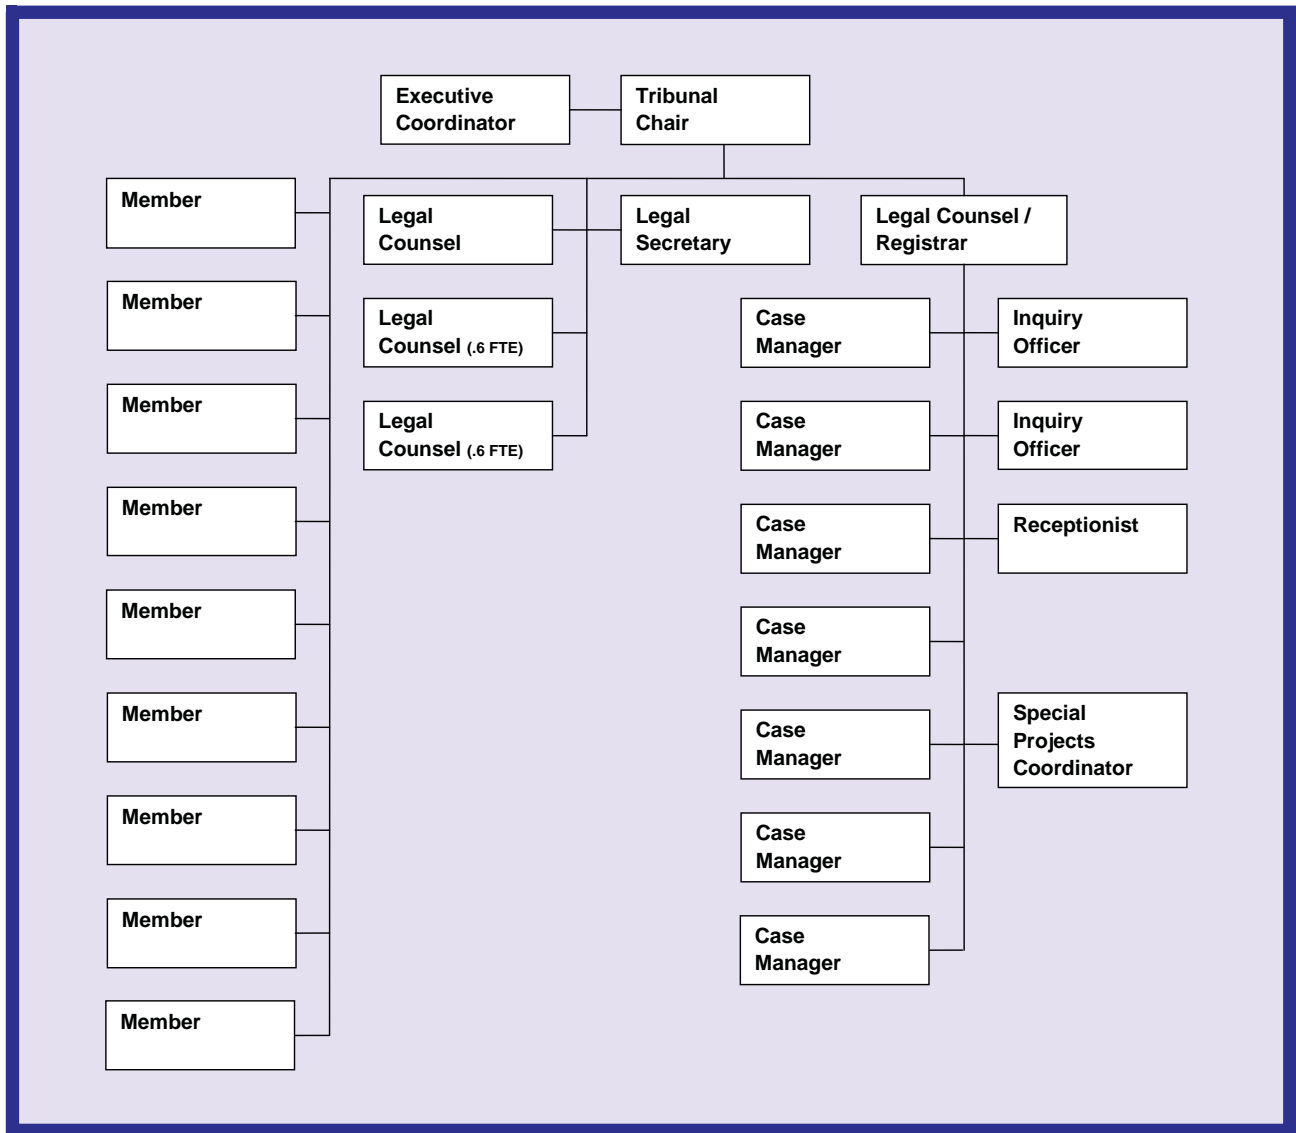 Executive
Coordinator
Tribunal
Chair
Member
Member
Member
Member
Member
Member
Member
Member
Member
Legal
Counsel
Legal
Secretary
Legal
Counsel (.6 FTE)
Legal
Counsel (.6 FTE)
Legal Counsel /
Registrar
Case
Manager
Inquiry
Officer
Case
Manager
Inquiry
Officer
Case
Manager
Receptionist
Case
Manager
Case
Manager
Special
Projects
Coordinator
Case
Manager
Case
Manager